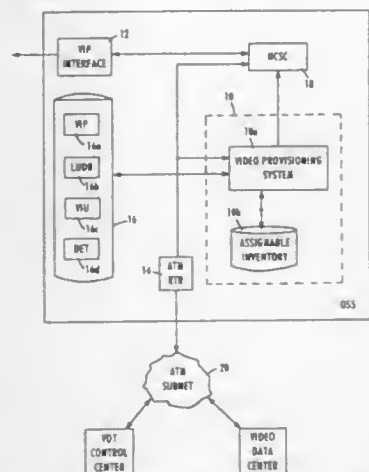 12
VIP
INTERFACE
MCSC
18
10
VIP
16a
10a
VIDEO PROVISIONING
SYSTEM
LUDB
16b
VIU
16c
16
10b
ASSIGNABLE
INVENTORY
DET
16d
14
ATM
RTR
OSS
ATM
SUBNET
20
VDT
CONTROL
CENTER
VIDEO
DATA
CENTER